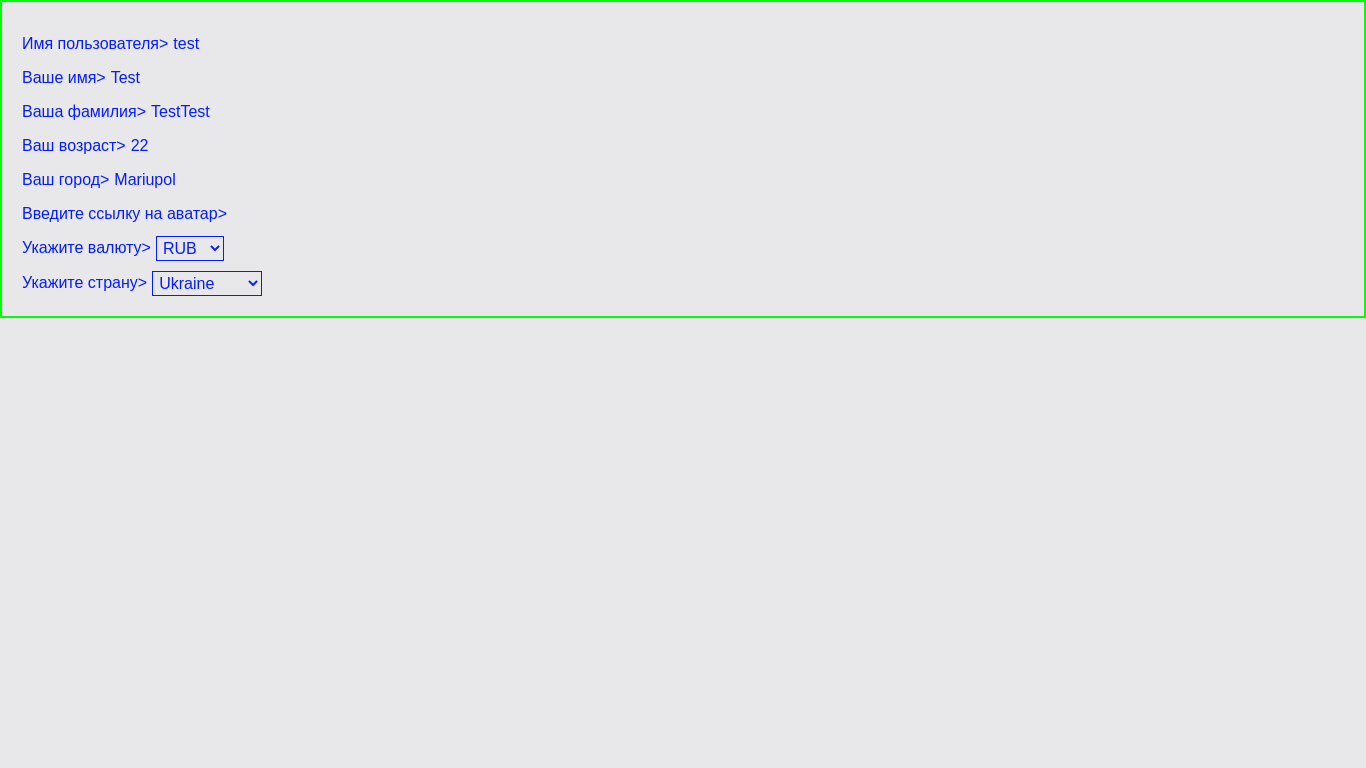 Имя пользователя> test
Ваше имя> Test
Ваша фамилия> TestTest
Ваш возраст> 22
Ваш город> Mariupol
Введите ссылку на аватар>
Укажите валюту> RUB
Укажите страну> Ukraine